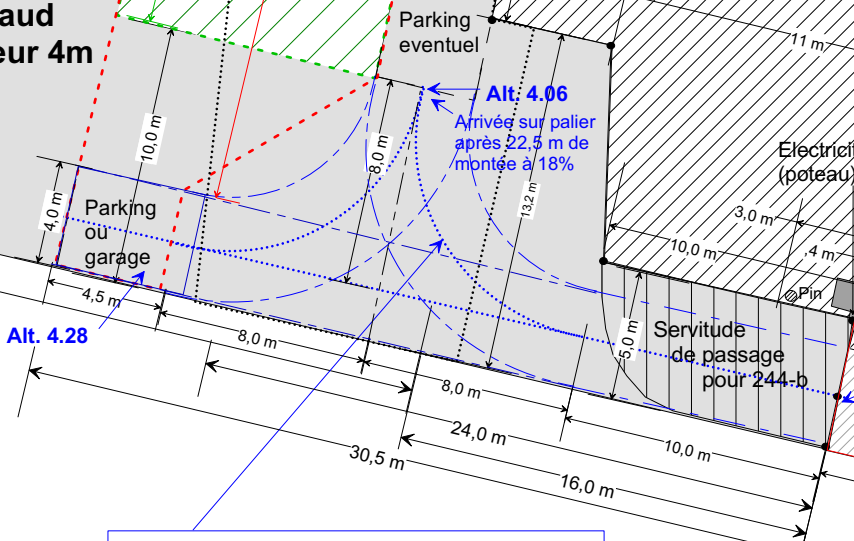 aud
eur 4m
Parking
eventuel
11 m
Alt. 4.06
Arrivée sur palier
après 22,5 m de
montée à 18%
Electricit
(poteau)
10,0 m
8,0 m
13,2 m
4,0 m
Parking
ou
garage
3,0 m
10,0 m
,4 m
Pin
4,5 m
Alt. 4.28
8,0 m
5,0 m
Servitude
de passage
pour 244-b
8,0 m
24,0 m
10,0 m
30,5 m
16,0 m